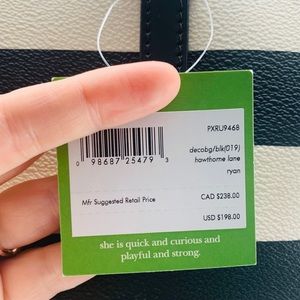 PXRU9468
decobg/blk(019)
hawthorne lane
ryan
0 98687 25479 3
Mfr Suggested Retail Price
CAD $238.00
USD $198.00
she is quick and curious and
playful and strong.